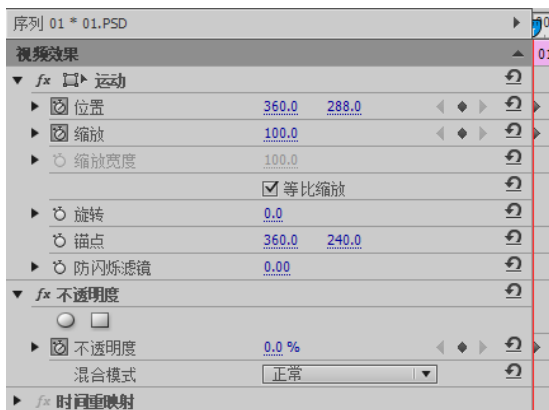 序列 01 * 01.PSD
视频效果
fx 运动
位置 360.0 288.0
缩放 100.0
缩放宽度 100.0
等比缩放
旋转 0.0
锚点 360.0 240.0
防闪烁滤镜 0.00
fx 不透明度
不透明度 0.0 %
混合模式 正常
fx 时间重映射